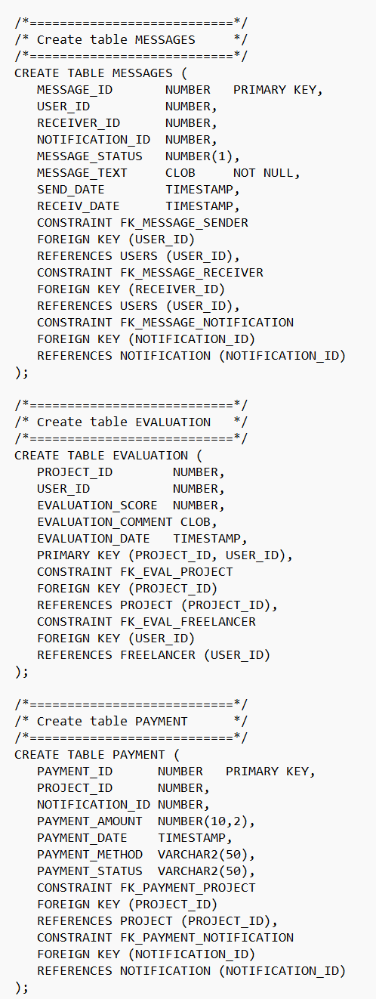 /*===========================*/
/* Create table MESSAGES     */
/*===========================*/
CREATE TABLE MESSAGES (
   MESSAGE_ID       NUMBER   PRIMARY KEY,
   USER_ID          NUMBER,
   RECEIVER_ID      NUMBER,
   NOTIFICATION_ID  NUMBER,
   MESSAGE_STATUS   NUMBER(1),
   MESSAGE_TEXT     CLOB     NOT NULL,
   SEND_DATE        TIMESTAMP,
   RECEIV_DATE      TIMESTAMP,
   CONSTRAINT FK_MESSAGE_SENDER
   FOREIGN KEY (USER_ID)
   REFERENCES USERS (USER_ID),
   CONSTRAINT FK_MESSAGE_RECEIVER
   FOREIGN KEY (RECEIVER_ID)
   REFERENCES USERS (USER_ID),
   CONSTRAINT FK_MESSAGE_NOTIFICATION
   FOREIGN KEY (NOTIFICATION_ID)
   REFERENCES NOTIFICATION (NOTIFICATION_ID)
);

/*===========================*/
/* Create table EVALUATION   */
/*===========================*/
CREATE TABLE EVALUATION (
   PROJECT_ID        NUMBER,
   USER_ID           NUMBER,
   EVALUATION_SCORE  NUMBER,
   EVALUATION_COMMENT CLOB,
   EVALUATION_DATE   TIMESTAMP,
   PRIMARY KEY (PROJECT_ID, USER_ID),
   CONSTRAINT FK_EVAL_PROJECT
   FOREIGN KEY (PROJECT_ID)
   REFERENCES PROJECT (PROJECT_ID),
   CONSTRAINT FK_EVAL_FREELANCER
   FOREIGN KEY (USER_ID)
   REFERENCES FREELANCER (USER_ID)
);

/*===========================*/
/* Create table PAYMENT      */
/*===========================*/
CREATE TABLE PAYMENT (
   PAYMENT_ID      NUMBER   PRIMARY KEY,
   PROJECT_ID      NUMBER,
   NOTIFICATION_ID NUMBER,
   PAYMENT_AMOUNT  NUMBER(10,2),
   PAYMENT_DATE    TIMESTAMP,
   PAYMENT_METHOD  VARCHAR2(50),
   PAYMENT_STATUS  VARCHAR2(50),
   CONSTRAINT FK_PAYMENT_PROJECT
   FOREIGN KEY (PROJECT_ID)
   REFERENCES PROJECT (PROJECT_ID),
   CONSTRAINT FK_PAYMENT_NOTIFICATION
   FOREIGN KEY (NOTIFICATION_ID)
   REFERENCES NOTIFICATION (NOTIFICATION_ID)
);